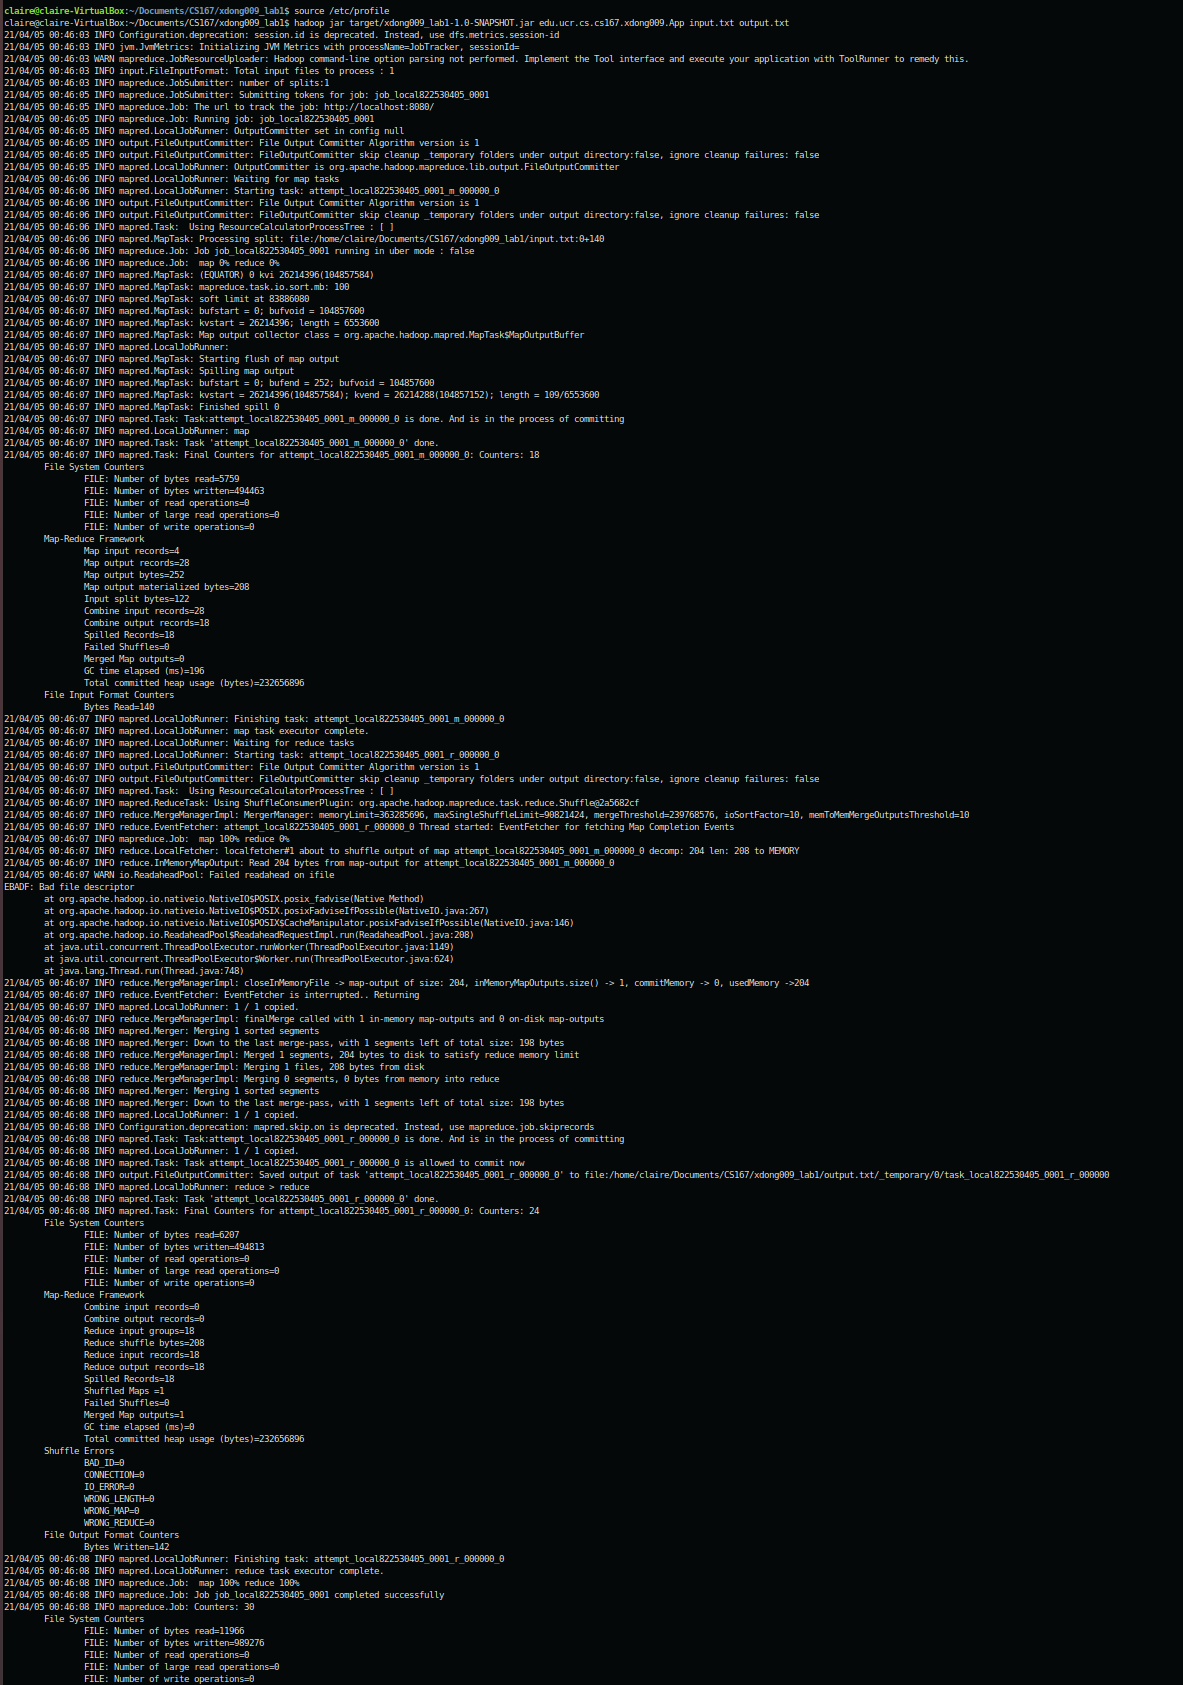 claire@claire-VirtualBox:~/Documents/CS167/xdong009_lab1$ source /etc/profile
claire@claire-VirtualBox:~/Documents/CS167/xdong009_lab1$ hadoop jar target/xdong009_lab1-1.0-SNAPSHOT.jar edu.ucr.cs.cs167.xdong009.App input.txt output.txt
21/04/05 00:46:03 INFO Configuration.deprecation: session.id is deprecated. Instead, use dfs.metrics.session-id
21/04/05 00:46:03 INFO jvm.JvmMetrics: Initializing JVM Metrics with processName=JobTracker, sessionId=
21/04/05 00:46:03 WARN mapreduce.JobResourceUploader: Hadoop command-line option parsing not performed. Implement the Tool interface and execute your application with ToolRunner to remedy this.
21/04/05 00:46:03 INFO input.FileInputFormat: Total input files to process : 1
21/04/05 00:46:03 INFO mapreduce.JobSubmitter: number of splits:1
21/04/05 00:46:05 INFO mapreduce.JobSubmitter: Submitting tokens for job: job_local822530405_0001
21/04/05 00:46:05 INFO mapreduce.Job: The url to track the job: http://localhost:8080/
21/04/05 00:46:05 INFO mapreduce.Job: Running job: job_local822530405_0001
21/04/05 00:46:05 INFO mapred.LocalJobRunner: OutputCommitter set in config null
21/04/05 00:46:05 INFO output.FileOutputCommitter: File Output Committer Algorithm version is 1
21/04/05 00:46:05 INFO output.FileOutputCommitter: FileOutputCommitter skip cleanup _temporary folders under output directory:false, ignore cleanup failures: false
21/04/05 00:46:05 INFO mapred.LocalJobRunner: OutputCommitter is org.apache.hadoop.mapreduce.lib.output.FileOutputCommitter
21/04/05 00:46:06 INFO mapred.LocalJobRunner: Waiting for map tasks
21/04/05 00:46:06 INFO mapred.LocalJobRunner: Starting task: attempt_local822530405_0001_m_000000_0
21/04/05 00:46:06 INFO output.FileOutputCommitter: File Output Committer Algorithm version is 1
21/04/05 00:46:06 INFO output.FileOutputCommitter: FileOutputCommitter skip cleanup _temporary folders under output directory:false, ignore cleanup failures: false
21/04/05 00:46:06 INFO mapred.Task:  Using ResourceCalculatorProcessTree : [ ]
21/04/05 00:46:06 INFO mapred.MapTask: Processing split: file:/home/claire/Documents/CS167/xdong009_lab1/input.txt:0+140
21/04/05 00:46:06 INFO mapreduce.Job: Job job_local822530405_0001 running in uber mode : false
21/04/05 00:46:06 INFO mapreduce.Job:  map 0% reduce 0%
21/04/05 00:46:07 INFO mapred.MapTask: (EQUATOR) 0 kvi 26214396(104857584)
21/04/05 00:46:07 INFO mapred.MapTask: mapreduce.task.io.sort.mb: 100
21/04/05 00:46:07 INFO mapred.MapTask: soft limit at 83886080
21/04/05 00:46:07 INFO mapred.MapTask: bufstart = 0; bufvoid = 104857600
21/04/05 00:46:07 INFO mapred.MapTask: kvstart = 26214396; length = 6553600
21/04/05 00:46:07 INFO mapred.MapTask: Map output collector class = org.apache.hadoop.mapred.MapTask$MapOutputBuffer
21/04/05 00:46:07 INFO mapred.LocalJobRunner:
21/04/05 00:46:07 INFO mapred.MapTask: Starting flush of map output
21/04/05 00:46:07 INFO mapred.MapTask: Spilling map output
21/04/05 00:46:07 INFO mapred.MapTask: bufstart = 0; bufend = 252; bufvoid = 104857600
21/04/05 00:46:07 INFO mapred.MapTask: kvstart = 26214396(104857584); kvend = 26214288(104857152); length = 109/6553600
21/04/05 00:46:07 INFO mapred.MapTask: Finished spill 0
21/04/05 00:46:07 INFO mapred.Task: Task:attempt_local822530405_0001_m_000000_0 is done. And is in the process of committing
21/04/05 00:46:07 INFO mapred.LocalJobRunner: map
21/04/05 00:46:07 INFO mapred.Task: Task 'attempt_local822530405_0001_m_000000_0' done.
21/04/05 00:46:07 INFO mapred.Task: Final Counters for attempt_local822530405_0001_m_000000_0: Counters: 18
File System Counters
FILE: Number of bytes read=5759
FILE: Number of bytes written=494463
FILE: Number of read operations=0
FILE: Number of large read operations=0
FILE: Number of write operations=0
Map-Reduce Framework
Map input records=4
Map output records=28
Map output bytes=252
Map output materialized bytes=208
Input split bytes=122
Combine input records=28
Combine output records=18
Spilled Records=18
Failed Shuffles=0
Merged Map outputs=0
GC time elapsed (ms)=196
Total committed heap usage (bytes)=232656896
File Input Format Counters
Bytes Read=140
21/04/05 00:46:07 INFO mapred.LocalJobRunner: Finishing task: attempt_local822530405_0001_m_000000_0
21/04/05 00:46:07 INFO mapred.LocalJobRunner: map task executor complete.
21/04/05 00:46:07 INFO mapred.LocalJobRunner: Waiting for reduce tasks
21/04/05 00:46:07 INFO mapred.LocalJobRunner: Starting task: attempt_local822530405_0001_r_000000_0
21/04/05 00:46:07 INFO output.FileOutputCommitter: File Output Committer Algorithm version is 1
21/04/05 00:46:07 INFO output.FileOutputCommitter: FileOutputCommitter skip cleanup _temporary folders under output directory:false, ignore cleanup failures: false
21/04/05 00:46:07 INFO mapred.Task:  Using ResourceCalculatorProcessTree : [ ]
21/04/05 00:46:07 INFO mapred.ReduceTask: Using ShuffleConsumerPlugin: org.apache.hadoop.mapreduce.task.reduce.Shuffle@2a5682cf
21/04/05 00:46:07 INFO reduce.MergeManagerImpl: MergerManager: memoryLimit=363285696, maxSingleShuffleLimit=90821424, mergeThreshold=239768576, ioSortFactor=10, memToMemMergeOutputsThreshold=10
21/04/05 00:46:07 INFO reduce.EventFetcher: attempt_local822530405_0001_r_000000_0 Thread started: EventFetcher for fetching Map Completion Events
21/04/05 00:46:07 INFO mapreduce.Job:  map 100% reduce 0%
21/04/05 00:46:07 INFO reduce.LocalFetcher: localfetcher#1 about to shuffle output of map attempt_local822530405_0001_m_000000_0 decomp: 204 len: 208 to MEMORY
21/04/05 00:46:07 INFO reduce.InMemoryMapOutput: Read 204 bytes from map-output for attempt_local822530405_0001_m_000000_0
21/04/05 00:46:07 WARN io.ReadaheadPool: Failed readahead on ifile
EBADF: Bad file descriptor
at org.apache.hadoop.io.nativeio.NativeIO$POSIX.posix_fadvise(Native Method)
at org.apache.hadoop.io.nativeio.NativeIO$POSIX.posixFadviseIfPossible(NativeIO.java:267)
at org.apache.hadoop.io.nativeio.NativeIO$POSIX$CacheManipulator.posixFadviseIfPossible(NativeIO.java:146)
at org.apache.hadoop.io.ReadaheadPool$ReadaheadRequestImpl.run(ReadaheadPool.java:208)
at java.util.concurrent.ThreadPoolExecutor.runWorker(ThreadPoolExecutor.java:1149)
at java.util.concurrent.ThreadPoolExecutor$Worker.run(ThreadPoolExecutor.java:624)
at java.lang.Thread.run(Thread.java:748)
21/04/05 00:46:07 INFO reduce.MergeManagerImpl: closeInMemoryFile -> map-output of size: 204, inMemoryMapOutputs.size() -> 1, commitMemory -> 0, usedMemory ->204
21/04/05 00:46:07 INFO reduce.EventFetcher: EventFetcher is interrupted.. Returning
21/04/05 00:46:07 INFO mapred.LocalJobRunner: 1 / 1 copied.
21/04/05 00:46:07 INFO reduce.MergeManagerImpl: finalMerge called with 1 in-memory map-outputs and 0 on-disk map-outputs
21/04/05 00:46:08 INFO mapred.Merger: Merging 1 sorted segments
21/04/05 00:46:08 INFO mapred.Merger: Down to the last merge-pass, with 1 segments left of total size: 198 bytes
21/04/05 00:46:08 INFO reduce.MergeManagerImpl: Merged 1 segments, 204 bytes to disk to satisfy reduce memory limit
21/04/05 00:46:08 INFO reduce.MergeManagerImpl: Merging 1 files, 208 bytes from disk
21/04/05 00:46:08 INFO reduce.MergeManagerImpl: Merging 0 segments, 0 bytes from memory into reduce
21/04/05 00:46:08 INFO mapred.Merger: Merging 1 sorted segments
21/04/05 00:46:08 INFO mapred.Merger: Down to the last merge-pass, with 1 segments left of total size: 198 bytes
21/04/05 00:46:08 INFO mapred.LocalJobRunner: 1 / 1 copied.
21/04/05 00:46:08 INFO Configuration.deprecation: mapred.skip.on is deprecated. Instead, use mapreduce.job.skiprecords
21/04/05 00:46:08 INFO mapred.Task: Task:attempt_local822530405_0001_r_000000_0 is done. And is in the process of committing
21/04/05 00:46:08 INFO mapred.LocalJobRunner: 1 / 1 copied.
21/04/05 00:46:08 INFO mapred.Task: Task attempt_local822530405_0001_r_000000_0 is allowed to commit now
21/04/05 00:46:08 INFO output.FileOutputCommitter: Saved output of task 'attempt_local822530405_0001_r_000000_0' to file:/home/claire/Documents/CS167/xdong009_lab1/output.txt/_temporary/0/task_local822530405_0001_r_000000
21/04/05 00:46:08 INFO mapred.LocalJobRunner: reduce > reduce
21/04/05 00:46:08 INFO mapred.Task: Task 'attempt_local822530405_0001_r_000000_0' done.
21/04/05 00:46:08 INFO mapred.Task: Final Counters for attempt_local822530405_0001_r_000000_0: Counters: 24
File System Counters
FILE: Number of bytes read=6207
FILE: Number of bytes written=494813
FILE: Number of read operations=0
FILE: Number of large read operations=0
FILE: Number of write operations=0
Map-Reduce Framework
Combine input records=0
Combine output records=0
Reduce input groups=18
Reduce shuffle bytes=208
Reduce input records=18
Reduce output records=18
Spilled Records=18
Shuffled Maps =1
Failed Shuffles=0
Merged Map outputs=1
GC time elapsed (ms)=0
Total committed heap usage (bytes)=232656896
Shuffle Errors
BAD_ID=0
CONNECTION=0
IO_ERROR=0
WRONG_LENGTH=0
WRONG_MAP=0
WRONG_REDUCE=0
File Output Format Counters
Bytes Written=142
21/04/05 00:46:08 INFO mapred.LocalJobRunner: Finishing task: attempt_local822530405_0001_r_000000_0
21/04/05 00:46:08 INFO mapred.LocalJobRunner: reduce task executor complete.
21/04/05 00:46:08 INFO mapreduce.Job:  map 100% reduce 100%
21/04/05 00:46:08 INFO mapreduce.Job: Job job_local822530405_0001 completed successfully
21/04/05 00:46:08 INFO mapreduce.Job: Counters: 30
File System Counters
FILE: Number of bytes read=11966
FILE: Number of bytes written=989276
FILE: Number of read operations=0
FILE: Number of large read operations=0
FILE: Number of write operations=0